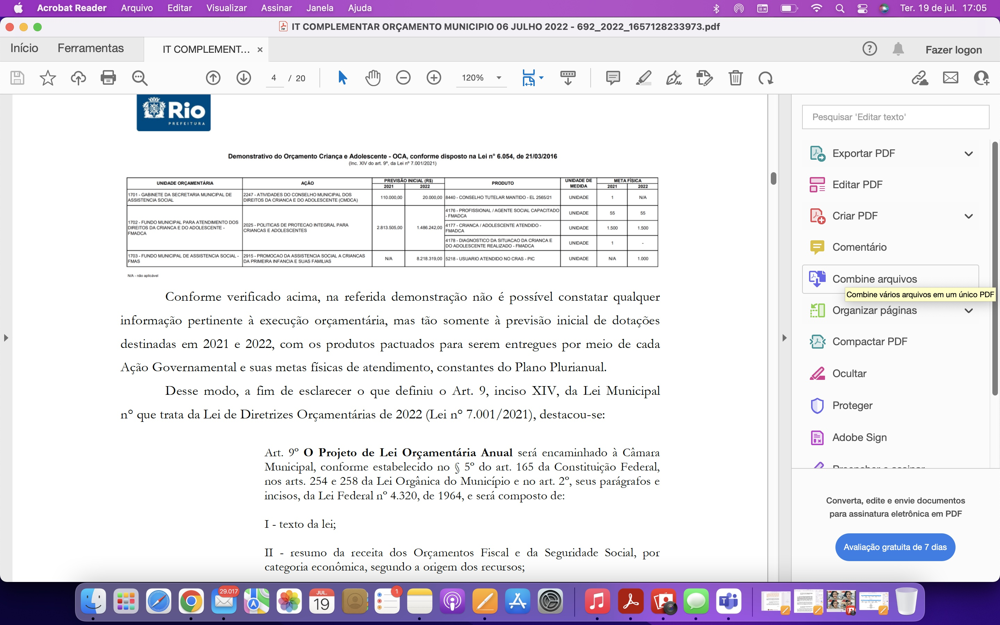 Acrobat Reader Arquivo Editar Visualizar Assinar Janela Ajuda Ter. 19 de jul. 17:05
IT COMPLEMENTAR ORÇAMENTO MUNICIPIO 06 JULHO 2022 - 692_2022_1657128233973.pdf
Início Ferramentas IT COMPLEMENT... × Fazer logon
4 / 20 120%
Rio
PREFEITURA
Demonstrativo do Orçamento Criança e Adolescente - OCA, conforme disposto na Lei n° 6.054, de 21/03/2016
(Inc. XIV do art. 9º, da Lei nº 7.001/2021)
UNIDADE ORÇAMENTÁRIA AÇÃO PREVISÃO INICIAL (R$) PRODUTO UNIDADE DE MEDIDA META FÍSICA
2021 2022 2021 2022
1701 - GABINETE DA SECRETARIA MUNICIPAL DE ASSISTENCIA SOCIAL 2247 - ATIVIDADES DO CONSELHO MUNICIPAL DOS DIREITOS DA CRIANCA E DO ADOLESCENTE (CMDCA) 110.000,00 20.000,00 8440 - CONSELHO TUTELAR MANTIDO - EL 2565/21 UNIDADE 1 N/A
1702 - FUNDO MUNICIPAL PARA ATENDIMENTO DOS DIREITOS DA CRIANCA E DO ADOLESCENTE - FMADCA 2025 - POLITICAS DE PROTECAO INTEGRAL PARA CRIANCAS E ADOLESCENTES 2.813.505,00 1.486.242,00 4176 - PROFISSIONAL / AGENTE SOCIAL CAPACITADO - FMADCA UNIDADE 55 55
4177 - CRIANCA / ADOLESCENTE ATENDIDO - FMADCA UNIDADE 1.500 1.500
4178 - DIAGNOSTICO DA SITUACAO DA CRIANCA E DO ADOLESCENTE REALIZADO - FMADCA UNIDADE 1 -
1703 - FUNDO MUNICIPAL DE ASSISTENCIA SOCIAL - FMAS 2915 - PROMOCAO DA ASSISTENCIA SOCIAL A CRIANCAS DA PRIMEIRA INFANCIA E SUAS FAMILIAS N/A 8.218.319,00 5218 - USUARIO ATENDIDO NO CRAS - PIC UNIDADE N/A 1.000
N/A - não aplicável
Conforme verificado acima, na referida demonstração não é possível constatar qualquer
informação pertinente à execução orçamentária, mas tão somente à previsão inicial de dotações
destinadas em 2021 e 2022, com os produtos pactuados para serem entregues por meio de cada
Ação Governamental e suas metas físicas de atendimento, constantes do Plano Plurianual.
Desse modo, a fim de esclarecer o que definiu o Art. 9, inciso XIV, da Lei Municipal
n° que trata da Lei de Diretrizes Orçamentárias de 2022 (Lei n° 7.001/2021), destacou-se:
Art. 9º O Projeto de Lei Orçamentária Anual será encaminhado à Câmara
Municipal, conforme estabelecido no § 5º do art. 165 da Constituição Federal,
nos arts. 254 e 258 da Lei Orgânica do Município e no art. 2º, seus parágrafos e
incisos, da Lei Federal nº 4.320, de 1964, e será composto de:
I - texto da lei;
II - resumo da receita dos Orçamentos Fiscal e da Seguridade Social, por
categoria econômica, segundo a origem dos recursos;
Pesquisar 'Editar texto'
Exportar PDF
Editar PDF
Criar PDF
Comentário
Combine arquivos
Combine vários arquivos em um único PDF
Organizar páginas
Compactar PDF
Ocultar
Proteger
Adobe Sign
Preencher e assinar
Converta, edite e envie documentos
para assinatura eletrônica em PDF
Avaliação gratuita de 7 dias
29.017
JUL.
19
1